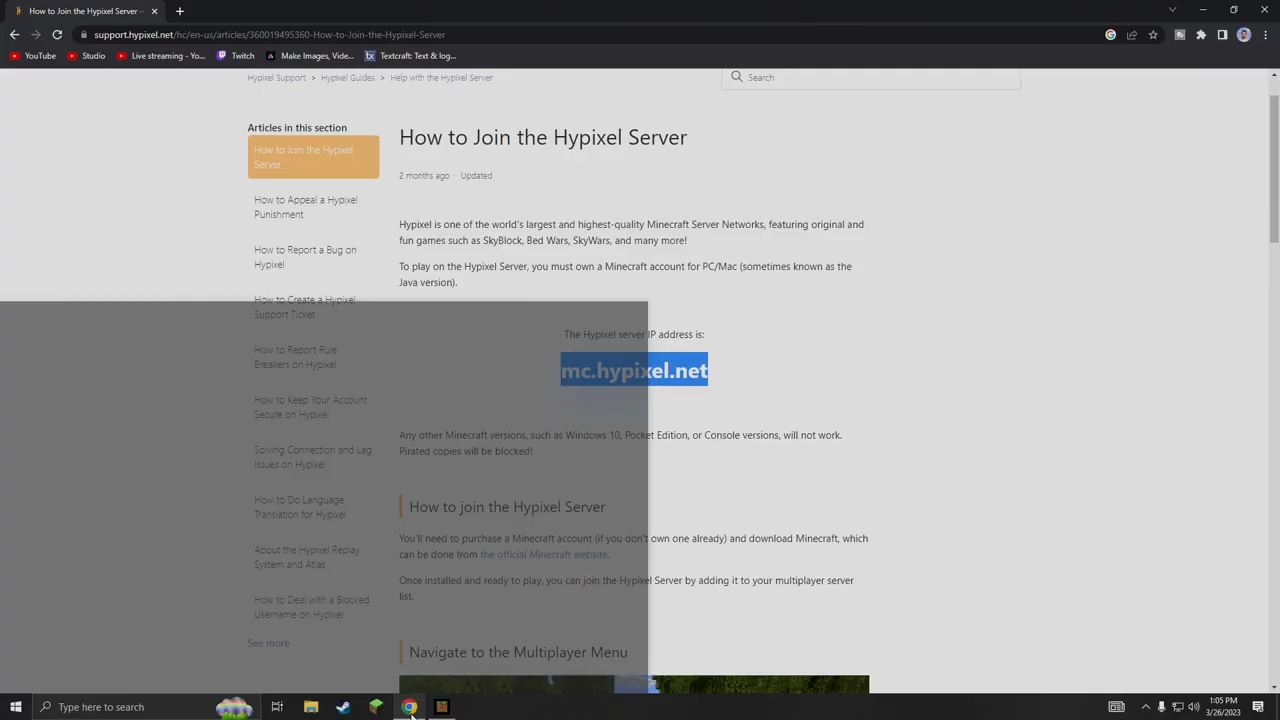 How to Join the Hypixel Server –
support.hypixel.net/hc/en-us/articles/360019495360-How-to-Join-the-Hypixel-Server
YouTube
Studio
Live streaming - Yo...
Twitch
Make Images, Vide...
Textcraft: Text & log...
Hypixel Support > Hypixel Guides > Help with the Hypixel Server
Search
Articles in this section
How to Join the Hypixel
Server
How to Appeal a Hypixel
Punishment
How to Report a Bug on
Hypixel
How to Create a Hypixel
Support Ticket
How to Report Rule
Breakers on Hypixel
How to Keep Your Account
Secure on Hypixel
Solving Connection and Lag
Issues on Hypixel
How to Do Language
Translation for Hypixel
About the Hypixel Replay
System and Atlas
How to Deal with a Blocked
Username on Hypixel
See more
How to Join the Hypixel Server
2 months ago · Updated
Hypixel is one of the world's largest and highest-quality Minecraft Server Networks, featuring original and
fun games such as SkyBlock, Bed Wars, SkyWars, and many more!
To play on the Hypixel Server, you must own a Minecraft account for PC/Mac (sometimes known as the
Java version).
The Hypixel server IP address is:
mc.hypixel.net
Any other Minecraft versions, such as Windows 10, Pocket Edition, or Console versions, will not work.
Pirated copies will be blocked!
How to join the Hypixel Server
You'll need to purchase a Minecraft account (if you don't own one already) and download Minecraft, which
can be done from the official Minecraft website.
Once installed and ready to play, you can join the Hypixel Server by adding it to your multiplayer server
list.
Navigate to the Multiplayer Menu
Type here to search
1:05 PM
3/26/2023